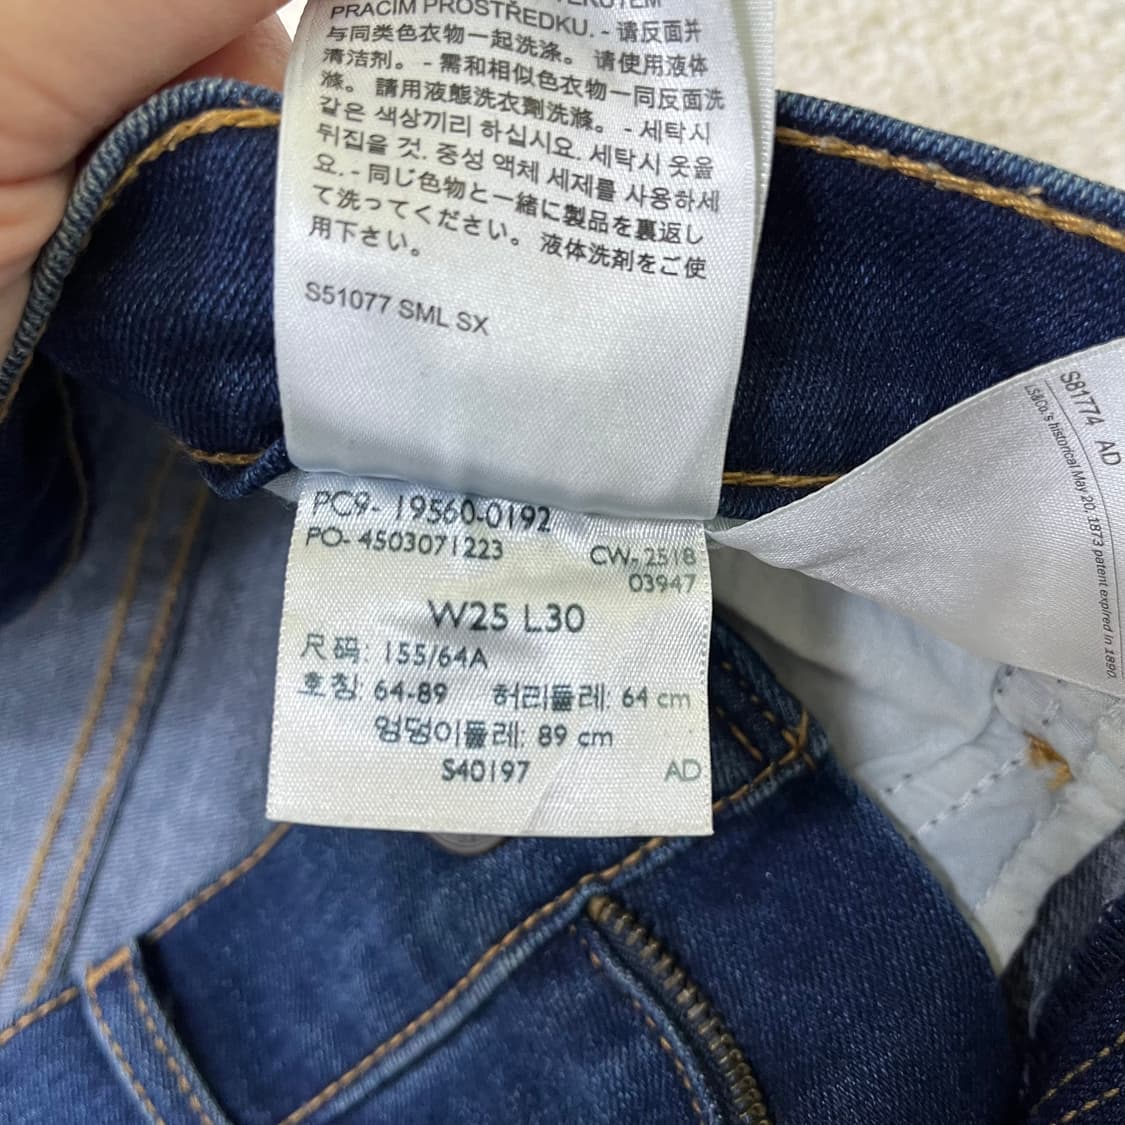 PRACÍM PROSTŘEDKU. - 请反面并
与同类色衣物一起洗涤。 请使用液体
清洁剂。 - 需和相似色衣物一同反面洗
滌。 請用液態洗衣劑洗滌。 - 세탁시
같은 색상끼리 하십시요. 세탁시 옷을
뒤집을 것. 중성 액체 세제를 사용하세
요. - 同じ色物と一緒に製品を裏返し
て洗ってください。 液体洗剤をご使
用下さい。
S51077 SML SX
PC9- 19560-0192
PO- 4503071223 CW- 2518
03947
W25 L30
尺码: 155/64A
호칭: 64-89 허리둘레: 64 cm
엉덩이둘레: 89 cm
S40197 AD
S81774 AD
LS&Co.'s historical May 20, 1873 patent expired in 1890.